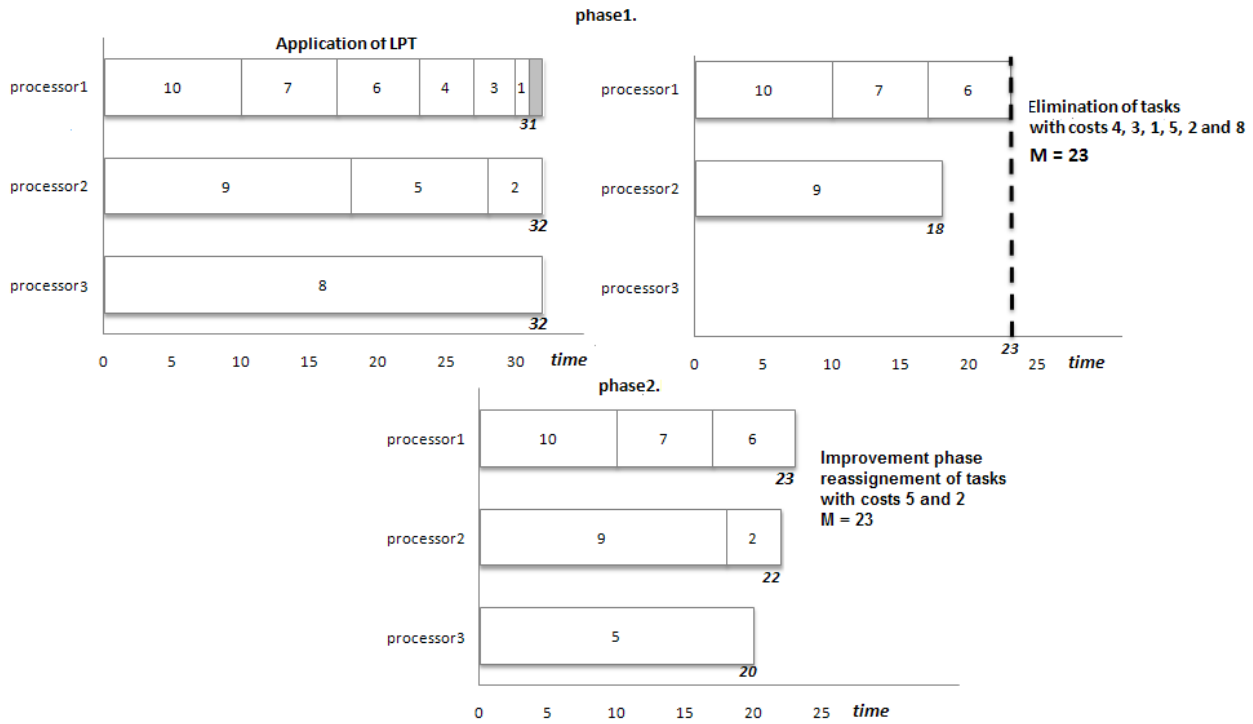 phase1.
Application of LPT
processor1
10 7 6 4 3 1
31
processor2
9 5 2
32
processor3
8
32
0 5 10 15 20 25 30 time
processor1
10 7 6
Elimination of tasks
with costs 4, 3, 1, 5, 2 and 8
M = 23
processor2
9
18
processor3
23
0 5 10 15 20 25 time
phase2.
processor1
10 7 6
23
Improvement phase
reassignement of tasks
with costs 5 and 2
M = 23
processor2
9 2
22
processor3
5
20
0 5 10 15 20 25 time